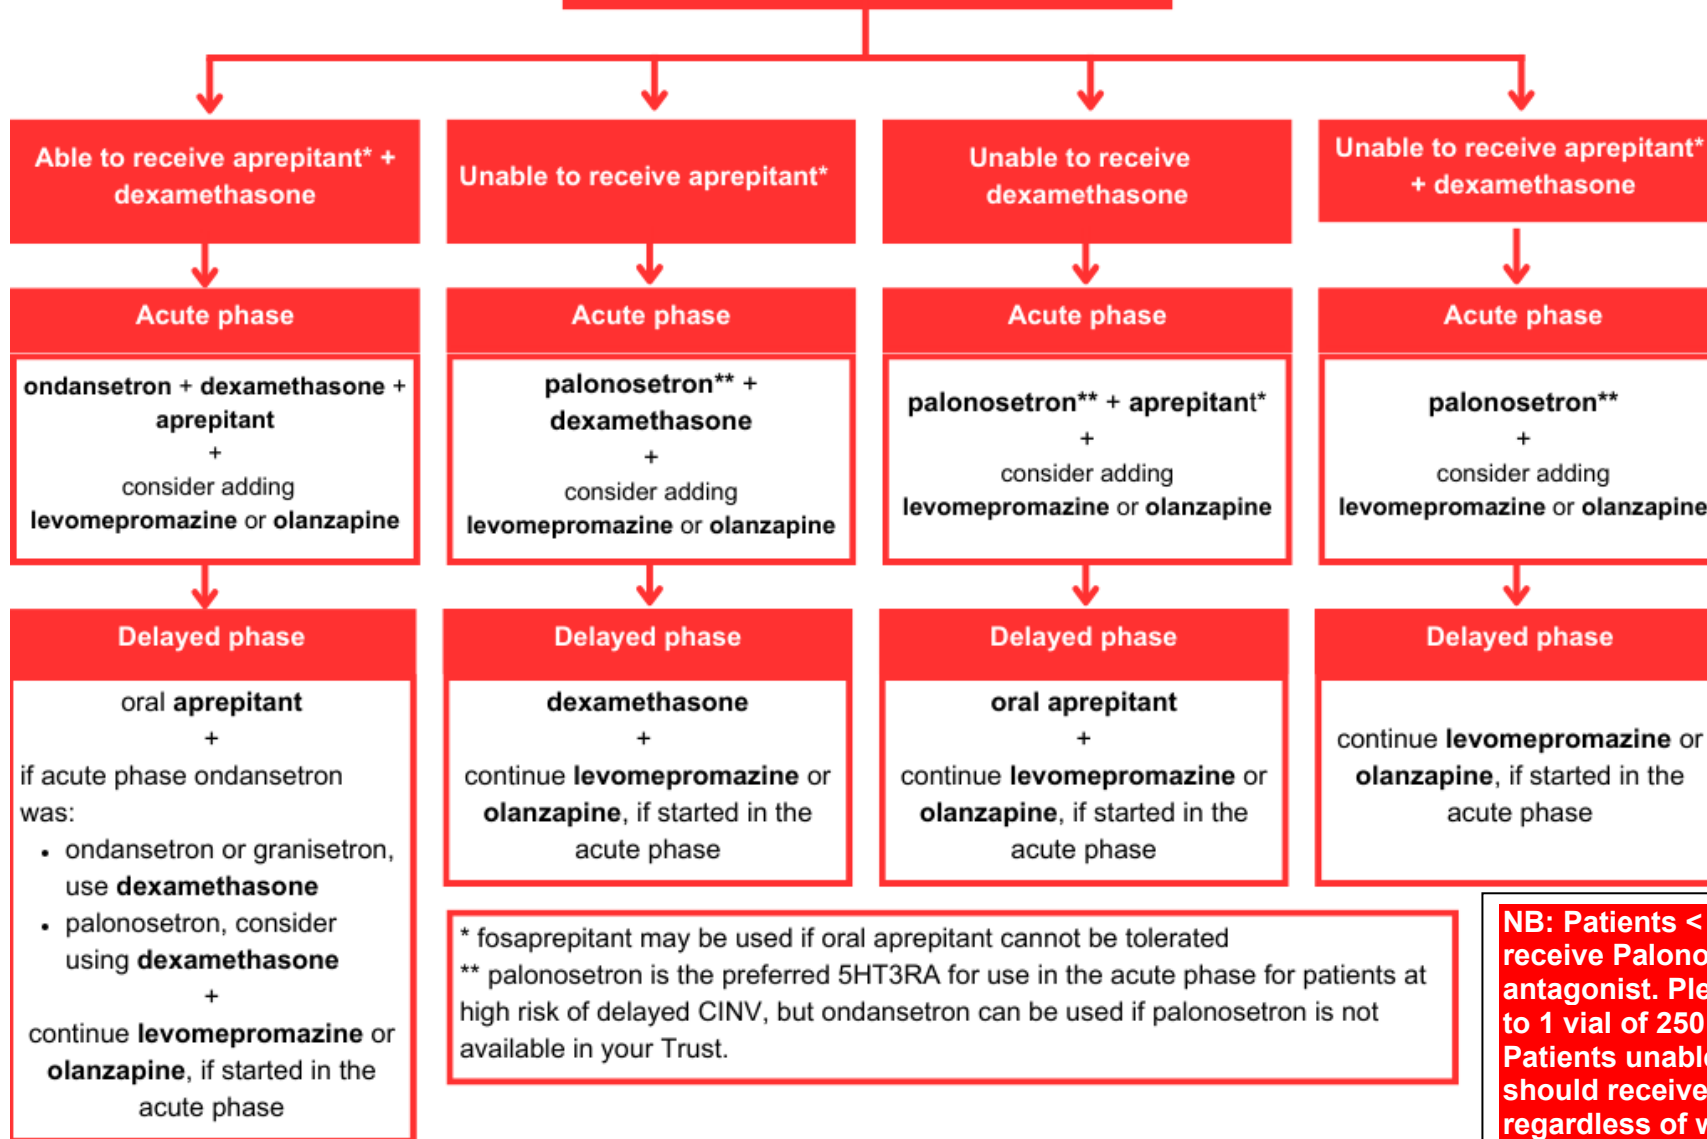 Able to receive aprepitant* +
dexamethasone
Unable to receive aprepitant*
Unable to receive
dexamethasone
Unable to receive aprepitant*
+ dexamethasone
Acute phase
Acute phase
Acute phase
Acute phase
ondansetron + dexamethasone +
aprepitant
+
consider adding
levomepromazine or olanzapine
palonosetron** +
dexamethasone
+
consider adding
levomepromazine or olanzapine
palonosetron** + aprepitant*
+
consider adding
levomepromazine or olanzapine
palonosetron**
+
consider adding
levomepromazine or olanzapine
Delayed phase
Delayed phase
Delayed phase
Delayed phase
oral aprepitant
+
if acute phase ondansetron
was:
• ondansetron or granisetron,
use dexamethasone
• palonosetron, consider
using dexamethasone
+
continue levomepromazine or
olanzapine, if started in the
acute phase
dexamethasone
+
continue levomepromazine or
olanzapine, if started in the
acute phase
oral aprepitant
+
continue levomepromazine or
olanzapine, if started in the
acute phase
continue levomepromazine or
olanzapine, if started in the
acute phase
* fosaprepitant may be used if oral aprepitant cannot be tolerated
** palonosetron is the preferred 5HT3RA for use in the acute phase for patients at
high risk of delayed CINV, but ondansetron can be used if palonosetron is not
available in your Trust.
NB: Patients <
receive
antagonist.
to 1 vial of 250
Patients
should receive
regardless of